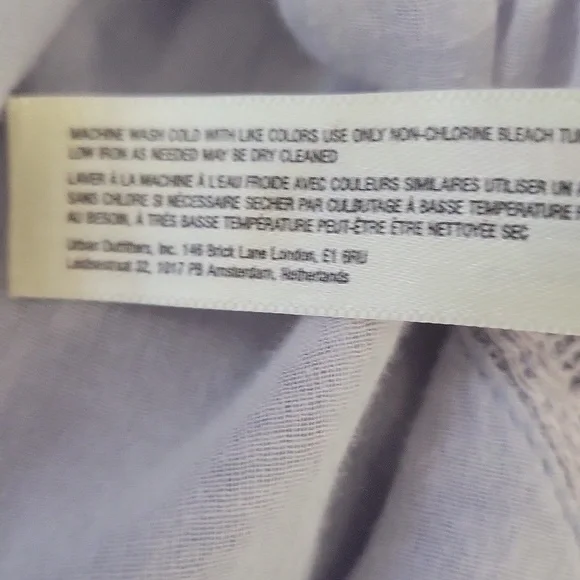 MACHINE WASH COLD WITH LIKE COLORS USE ONLY NON-CHLORINE BLEACH
LOW IRON AS NEEDED MAY BE DRY CLEANED
LAVER À LA MACHINE À L'EAU FROIDE AVEC COULEURS SIMILAIRES UTILISER UN
SANS CHLORE SI NÉCESSAIRE SECHER PAR CULBUTAGE À BASSE TEMPÉRATURE
AU BESOIN, À TRÈS BASSE TEMPÉRATURE PEUT-ÊTRE ÊTRE NETTOYÉE SEC
Urban Outfitters, Inc. 146 Brick Lane London, E1 6RU
Leidsestraat 32, 1017 PB Amsterdam, Netherlands